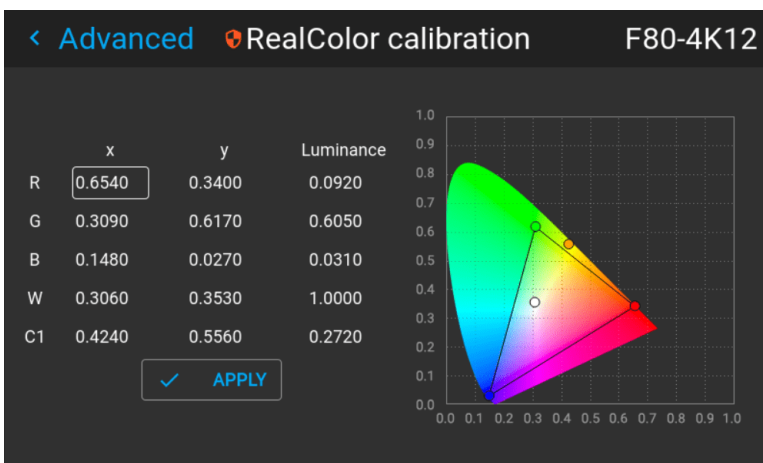 < Advanced RealColor calibration F80-4K12
x y Luminance
R 0.6540 0.3400 0.0920
G 0.3090 0.6170 0.6050
B 0.1480 0.0270 0.0310
W 0.3060 0.3530 1.0000
C1 0.4240 0.5560 0.2720
✓ APPLY
1.0
0.9
0.8
0.7
0.6
0.5
0.4
0.3
0.2
0.1
0.0
0.0 0.1 0.2 0.3 0.4 0.5 0.6 0.7 0.8 0.9 1.0